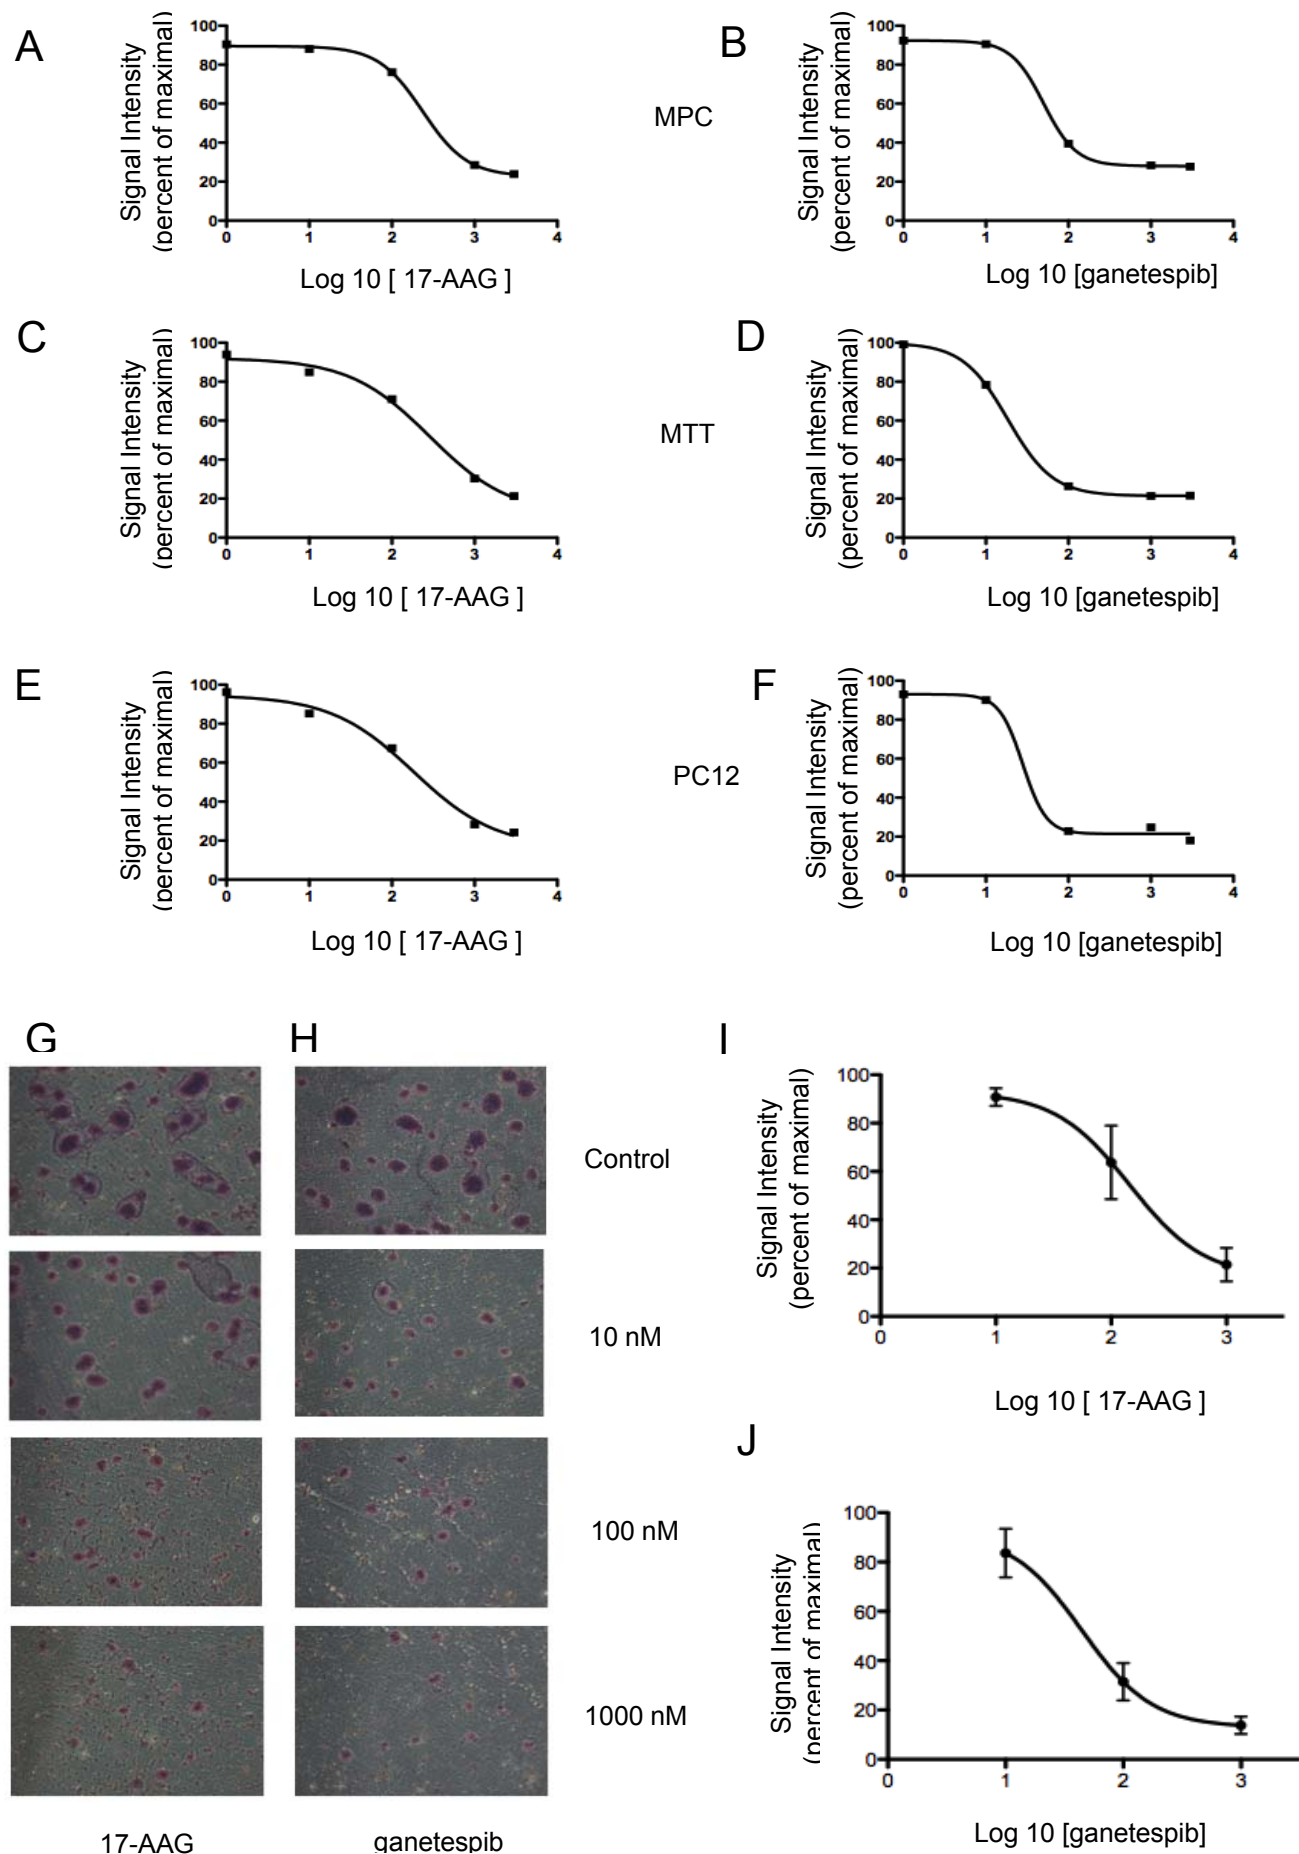 A
Signal Intensity
(percent of maximal)
100
80
60
40
20
0
0 1 2 3 4
Log 10 [ 17-AAG ]
MPC
B
Signal Intensity
(percent of maximal)
100
80
60
40
20
0
0 1 2 3 4
Log 10 [ganetespib]
C
Signal Intensity
(percent of maximal)
100
80
60
40
20
0
0 1 2 3 4
Log 10 [ 17-AAG ]
MTT
D
Signal Intensity
(percent of maximal)
100
80
60
40
20
0
0 1 2 3 4
Log 10 [ganetespib]
E
Signal Intensity
(percent of maximal)
100
80
60
40
20
0
0 1 2 3 4
Log 10 [ 17-AAG ]
PC12
F
Signal Intensity
(percent of maximal)
100
80
60
40
20
0
0 1 2 3 4
Log 10 [ganetespib]
G
H
Control
10 nM
100 nM
1000 nM
17-AAG
ganetespib
I
Signal Intensity
(percent of maximal)
100
80
60
40
20
0
0 1 2 3
Log 10 [ 17-AAG ]
J
Signal Intensity
(percent of maximal)
100
80
60
40
20
0
0 1 2 3
Log 10 [ganetespib]